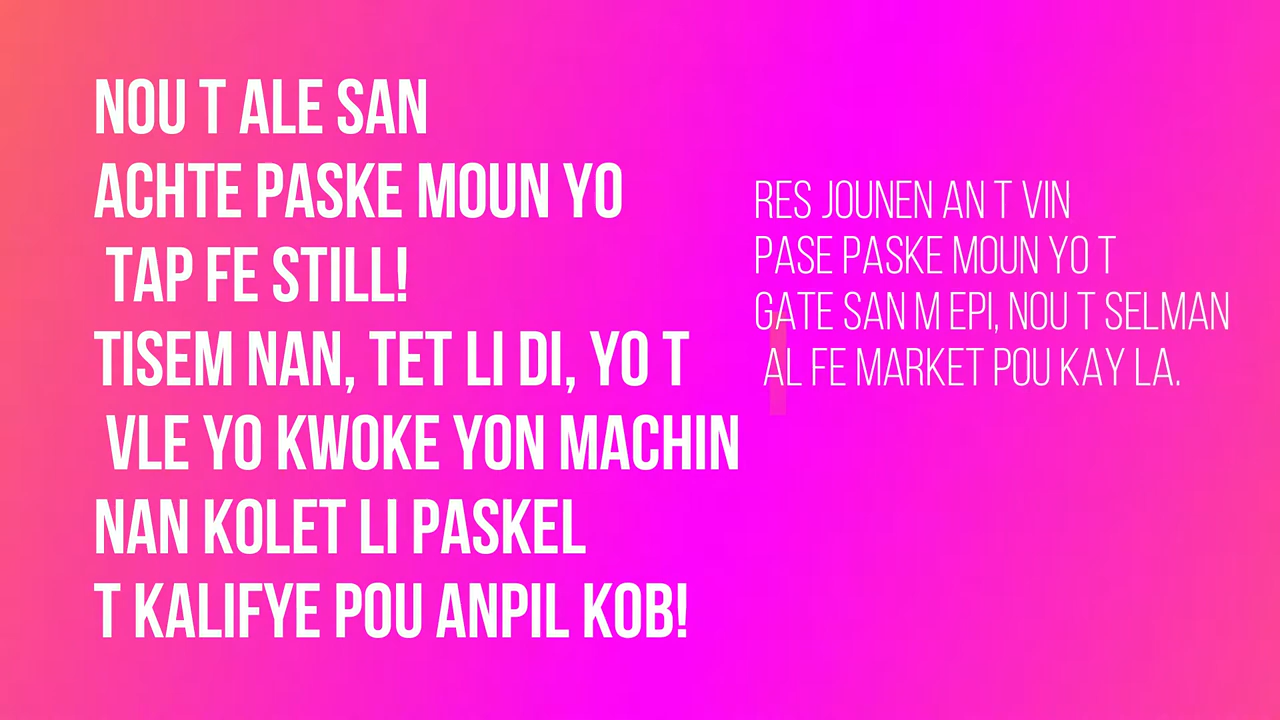 NOU T ALE SAN
ACHTE PASKE MOUN YO
TAP FE STILL!
TISEM NAN, TET LI DI, YO T
VLE YO KWOKE YON MACHIN
NAN KOLET LI PASKEL
T KALIFYE POU ANPIL KOB!
RES JOUNEN AN T VIN
PASE PASKE MOUN YO T
GATE SAN M EPI, NOU T SELMAN
AL FE MARKET POU KAY LA.